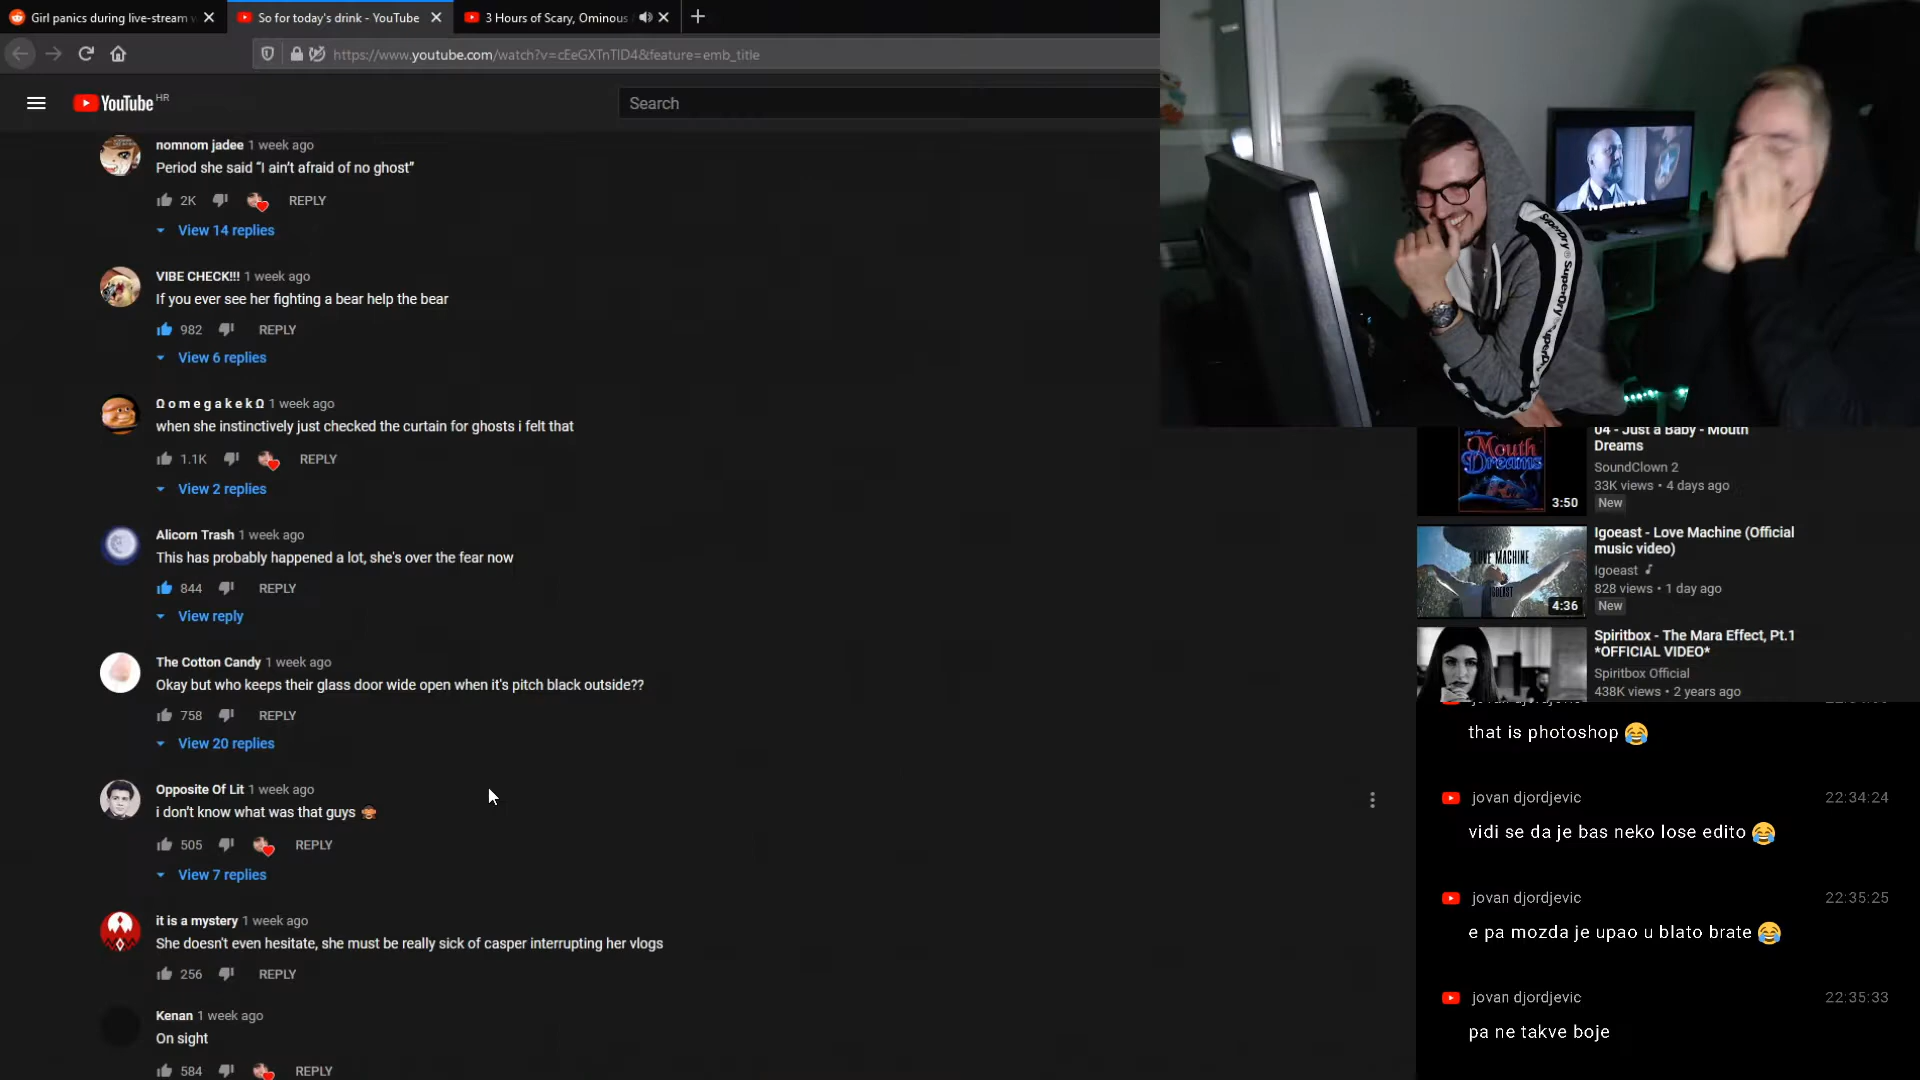 Girl panics during live-stream w
So for today's drink - YouTube
3 Hours of Scary, Ominous
https://www.youtube.com/watch?v=cEeGXTnTlD4&feature=emb_title
YouTube HR
Search
nomnom jadee 1 week ago
Period she said “I ain’t afraid of no ghost”
2K REPLY
View 14 replies
VIBE CHECK!!! 1 week ago
If you ever see her fighting a bear help the bear
982 REPLY
View 6 replies
Ω o m e g a k e k Ω 1 week ago
when she instinctively just checked the curtain for ghosts i felt that
1.1K REPLY
View 2 replies
Alicorn Trash 1 week ago
This has probably happened a lot, she's over the fear now
844 REPLY
View reply
The Cotton Candy 1 week ago
Okay but who keeps their glass door wide open when it's pitch black outside??
758 REPLY
View 20 replies
Opposite Of Lit 1 week ago
i don’t know what was that guys
505 REPLY
View 7 replies
it is a mystery 1 week ago
She doesn't even hesitate, she must be really sick of casper interrupting her vlogs
256 REPLY
Kenan 1 week ago
On sight
584 REPLY
SuperDry
Mouth
Dreams
3:50
04 - Just a Baby - Mouth
Dreams
SoundClown 2
33K views • 4 days ago
New
LOVE MACHINE
IGOEAST
4:36
Igoeast - Love Machine (Official
music video)
Igoeast
828 views • 1 day ago
New
Spiritbox - The Mara Effect, Pt.1
*OFFICIAL VIDEO*
Spiritbox Official
438K views • 2 years ago
that is photoshop 😂
jovan djordjevic 22:34:24
vidi se da je bas neko lose edito 😂
jovan djordjevic 22:35:25
e pa mozda je upao u blato brate 😂
jovan djordjevic 22:35:33
pa ne takve boje